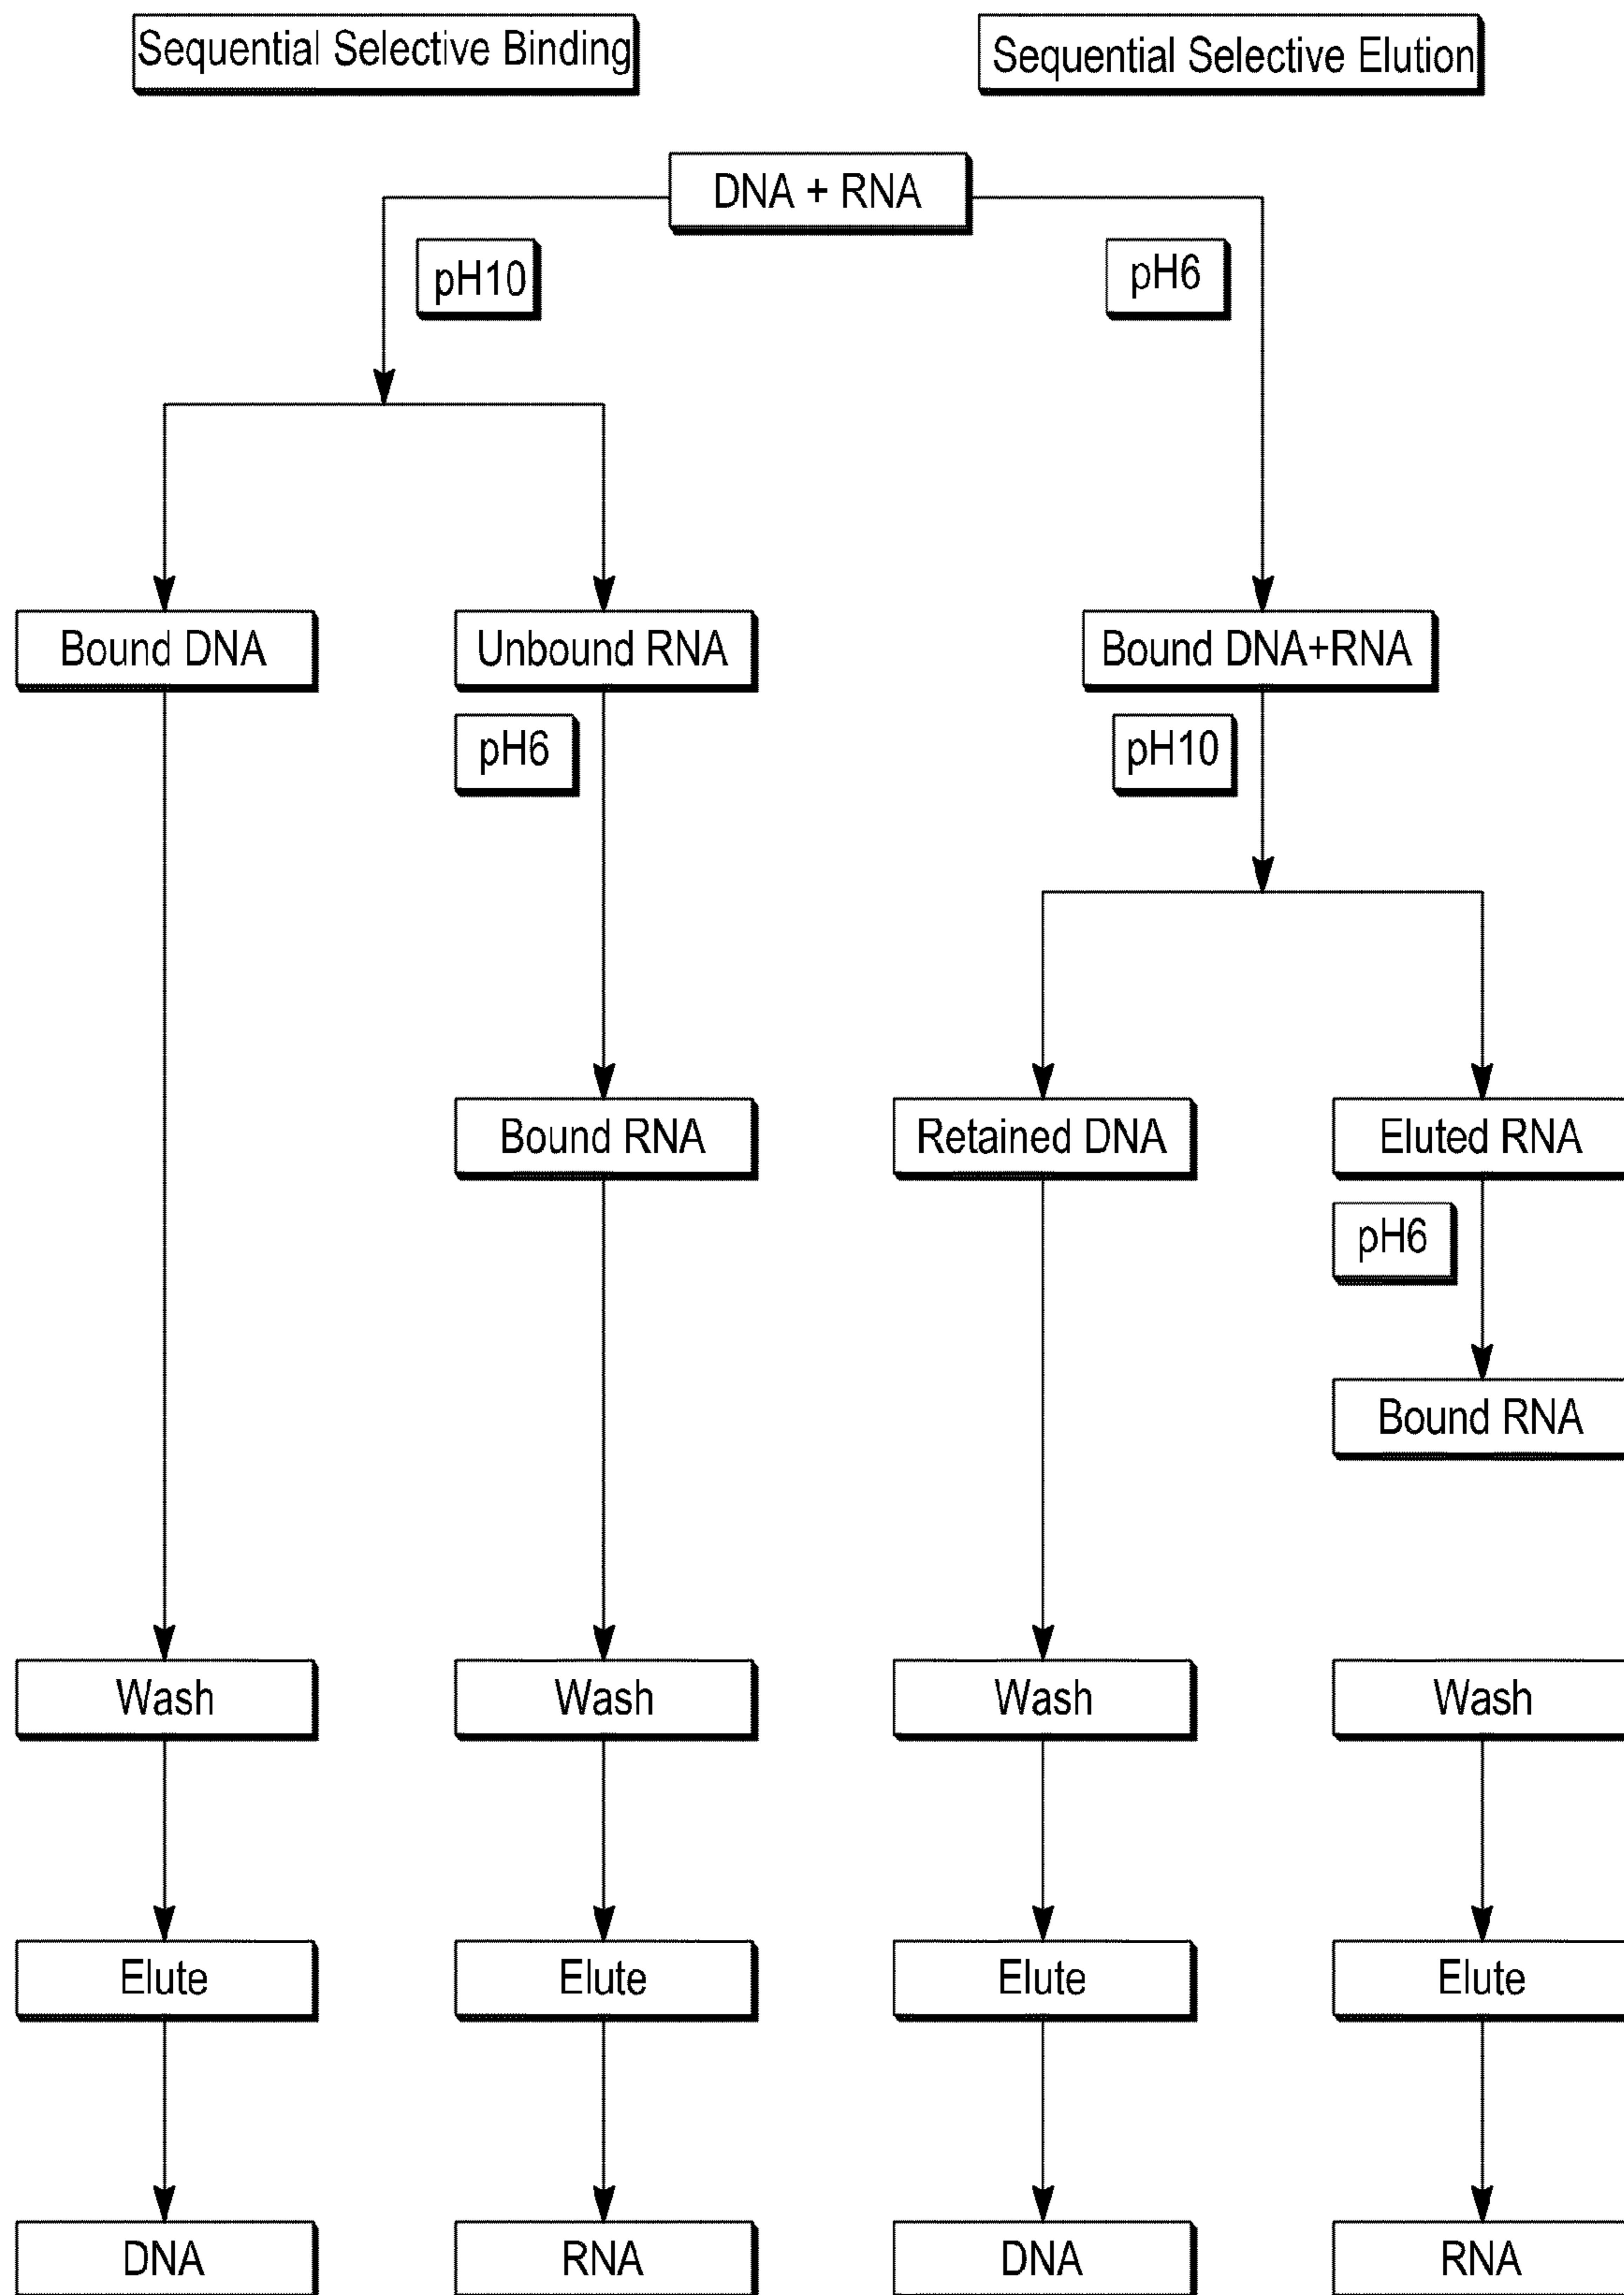 Sequential Selective Binding
Sequential Selective Elution
DNA + RNA
pH10
pH6
Bound DNA
Unbound RNA
Bound DNA+RNA
pH6
pH10
Bound RNA
Retained DNA
Eluted RNA
pH6
Bound RNA
Wash
Wash
Wash
Wash
Elute
Elute
Elute
Elute
DNA
RNA
DNA
RNA